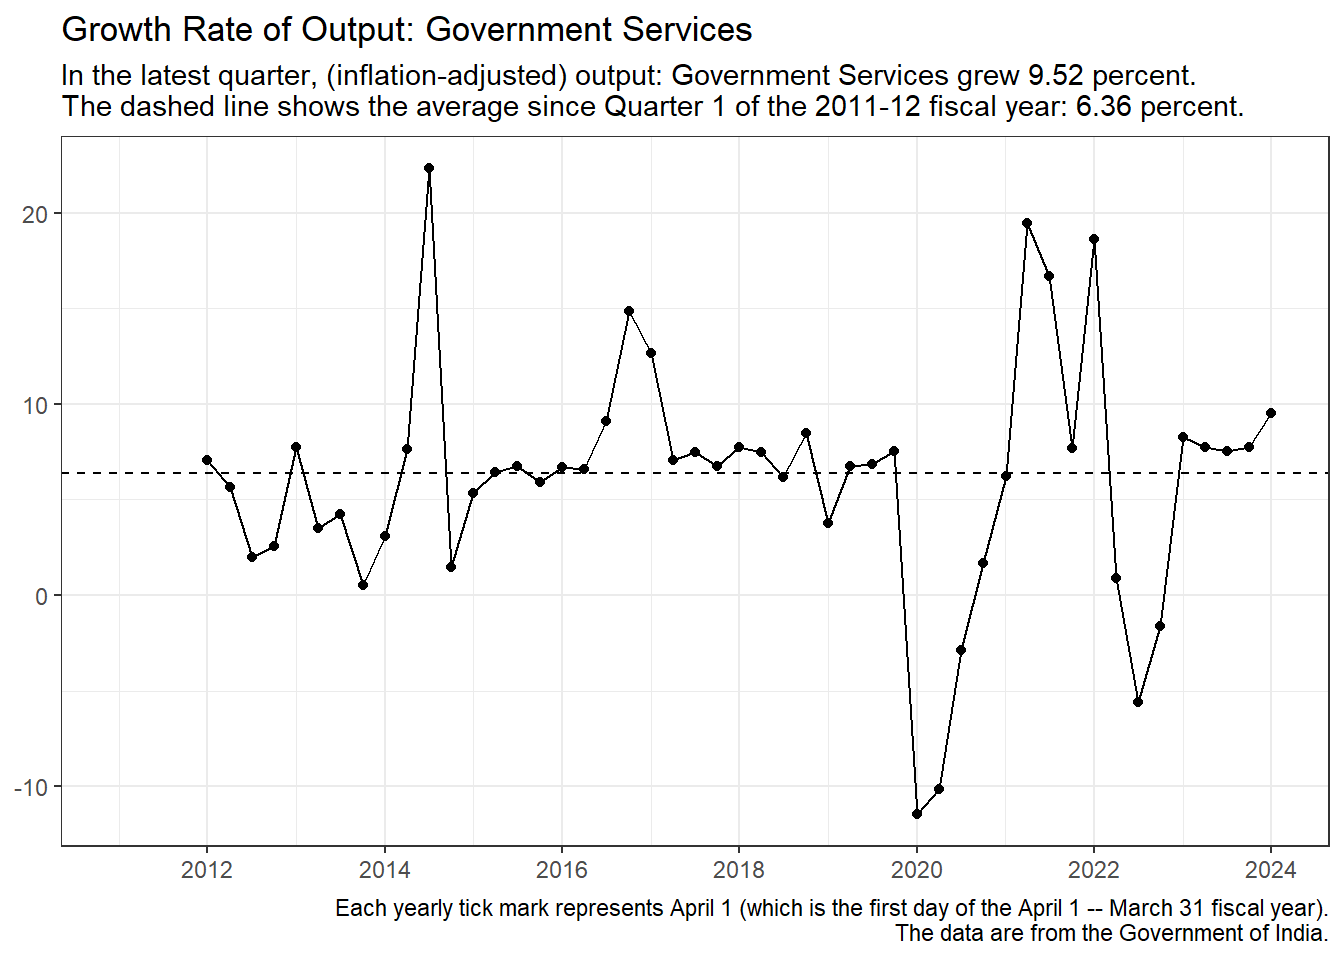 Growth Rate of Output: Government Services
In the latest quarter, (inflation-adjusted) output: Government Services grew 9.52 percent.
The dashed line shows the average since Quarter 1 of the 2011-12 fiscal year: 6.36 percent.
20
10
0
-10
2012 2014 2016 2018 2020 2022 2024
Each yearly tick mark represents April 1 (which is the first day of the April 1 -- March 31 fiscal year).
The data are from the Government of India.